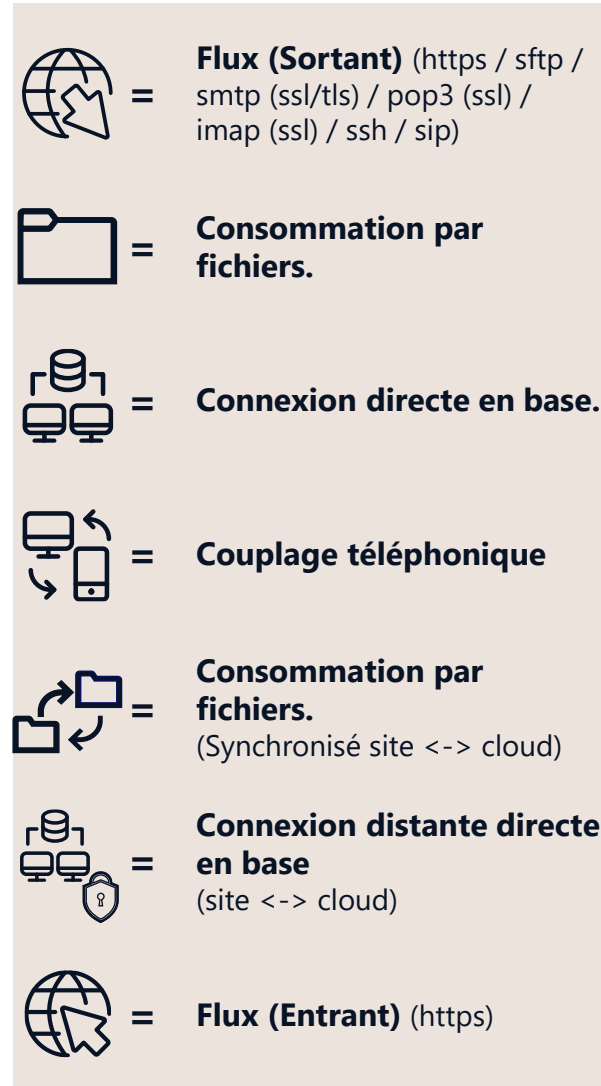 = Flux (Sortant) (https / sftp /
smtp (ssl/tls) / pop3 (ssl) /
imap (ssl) / ssh / sip)
= Consommation par
fichiers.
= Connexion directe en base.
= Couplage téléphonique
= Consommation par
fichiers.
(Synchronisé site <-> cloud)
= Connexion distante directe
en base
(site <-> cloud)
= Flux (Entrant) (https)